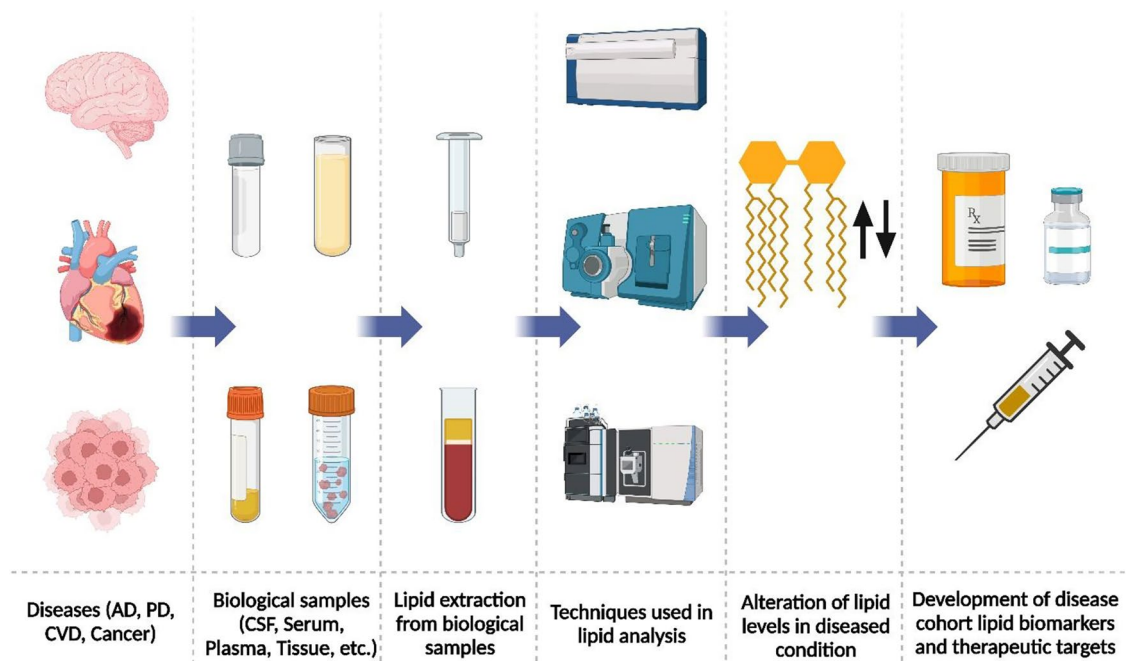 Rx
Diseases (AD, PD,
CVD, Cancer)
Biological samples
(CSF, Serum,
Plasma, Tissue, etc.)
Lipid extraction
from biological
samples
Techniques used in
lipid analysis
Alteration of lipid
levels in diseased
condition
Development of disease
cohort lipid biomarkers
and therapeutic targets